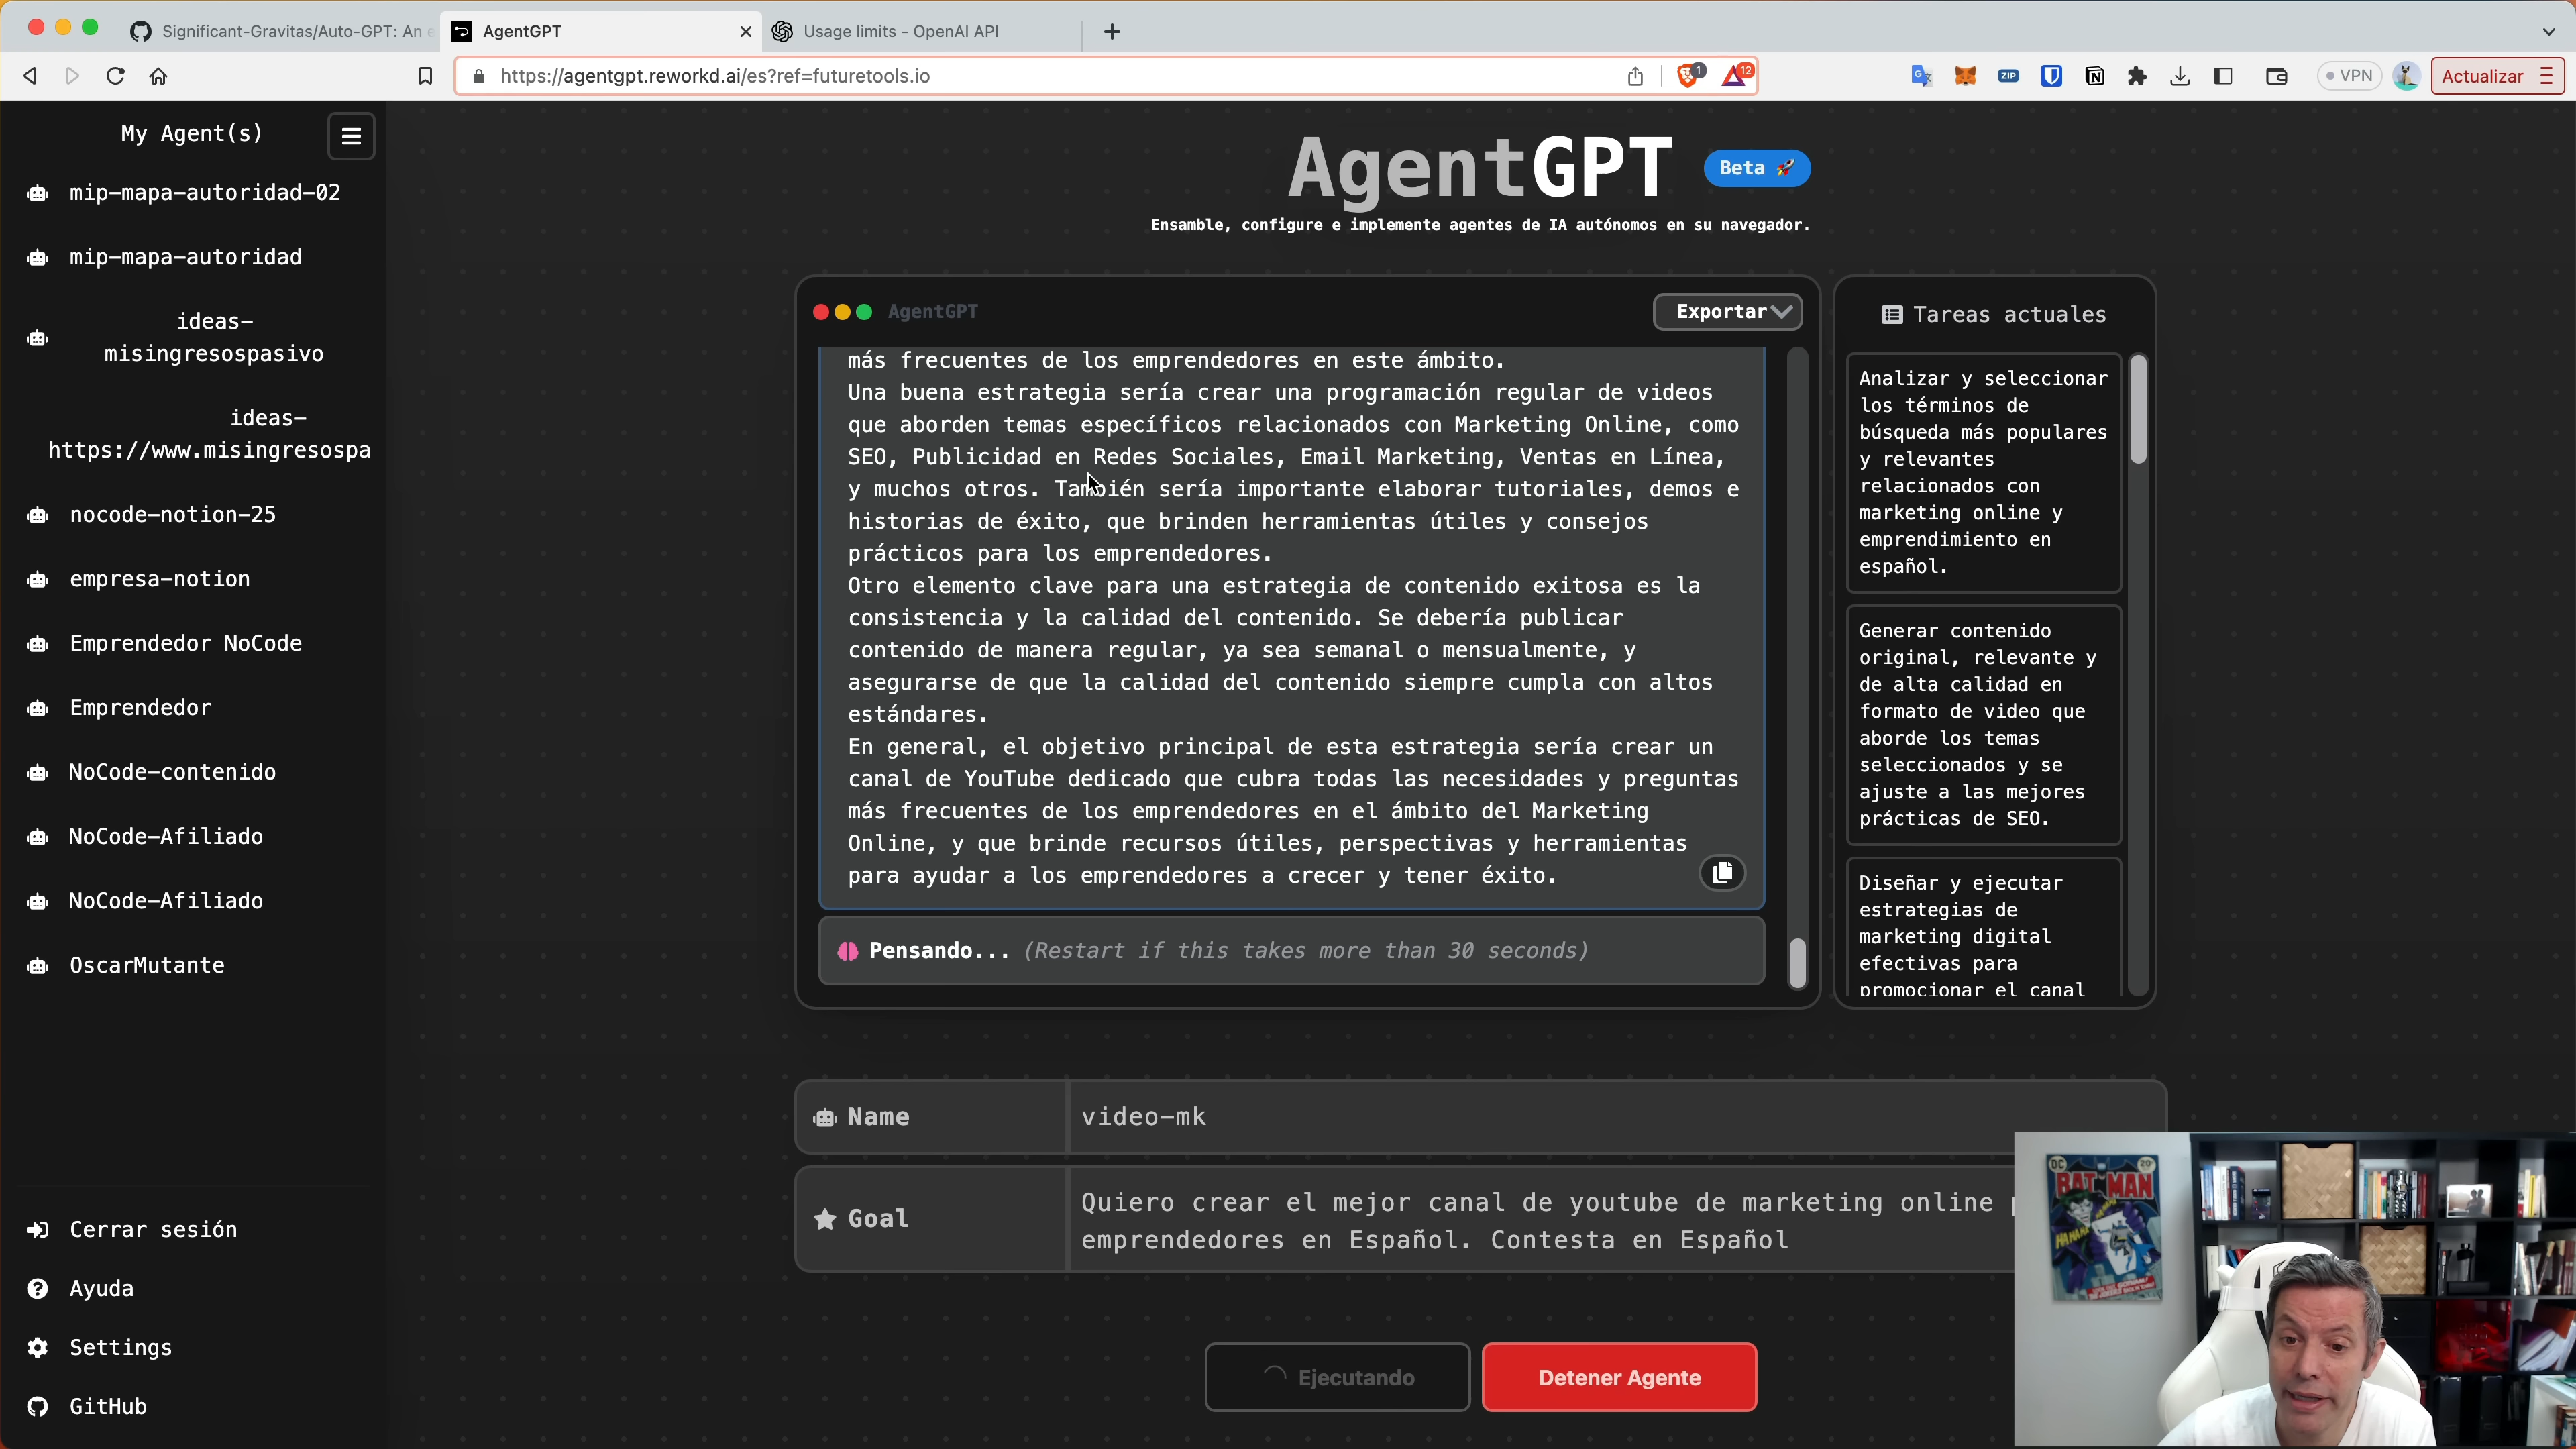 Significant-Gravitas/Auto-GPT: An e
AgentGPT
Usage limits - OpenAI API
https://agentgpt.reworkd.ai/es?ref=futuretools.io
1
12
ZIP
VPN
Actualizar
My Agent(s)
mip-mapa-autoridad-02
mip-mapa-autoridad
ideas-
misingresospasivo
ideas-
https://www.misingresospa
nocode-notion-25
empresa-notion
Emprendedor NoCode
Emprendedor
NoCode-contenido
NoCode-Afiliado
NoCode-Afiliado
OscarMutante
Cerrar sesión
Ayuda
Settings
GitHub
AgentGPT
Beta 🚀
Ensamble, configure e implemente agentes de IA autónomos en su navegador.
AgentGPT
Exportar
más frecuentes de los emprendedores en este ámbito.
Una buena estrategia sería crear una programación regular de videos
que aborden temas específicos relacionados con Marketing Online, como
SEO, Publicidad en Redes Sociales, Email Marketing, Ventas en Línea,
y muchos otros. También sería importante elaborar tutoriales, demos e
historias de éxito, que brinden herramientas útiles y consejos
prácticos para los emprendedores.
Otro elemento clave para una estrategia de contenido exitosa es la
consistencia y la calidad del contenido. Se debería publicar
contenido de manera regular, ya sea semanal o mensualmente, y
asegurarse de que la calidad del contenido siempre cumpla con altos
estándares.
En general, el objetivo principal de esta estrategia sería crear un
canal de YouTube dedicado que cubra todas las necesidades y preguntas
más frecuentes de los emprendedores en el ámbito del Marketing
Online, y que brinde recursos útiles, perspectivas y herramientas
para ayudar a los emprendedores a crecer y tener éxito.
Pensando... (Restart if this takes more than 30 seconds)
Tareas actuales
Analizar y seleccionar
los términos de
búsqueda más populares
y relevantes
relacionados con
marketing online y
emprendimiento en
español.
Generar contenido
original, relevante y
de alta calidad en
formato de video que
aborde los temas
seleccionados y se
ajuste a las mejores
prácticas de SEO.
Diseñar y ejecutar
estrategias de
marketing digital
efectivas para
promocionar el canal
Name
video-mk
Goal
Quiero crear el mejor canal de youtube de marketing online
emprendedores en Español. Contesta en Español
Ejecutando
Detener Agente
DC
BATMAN